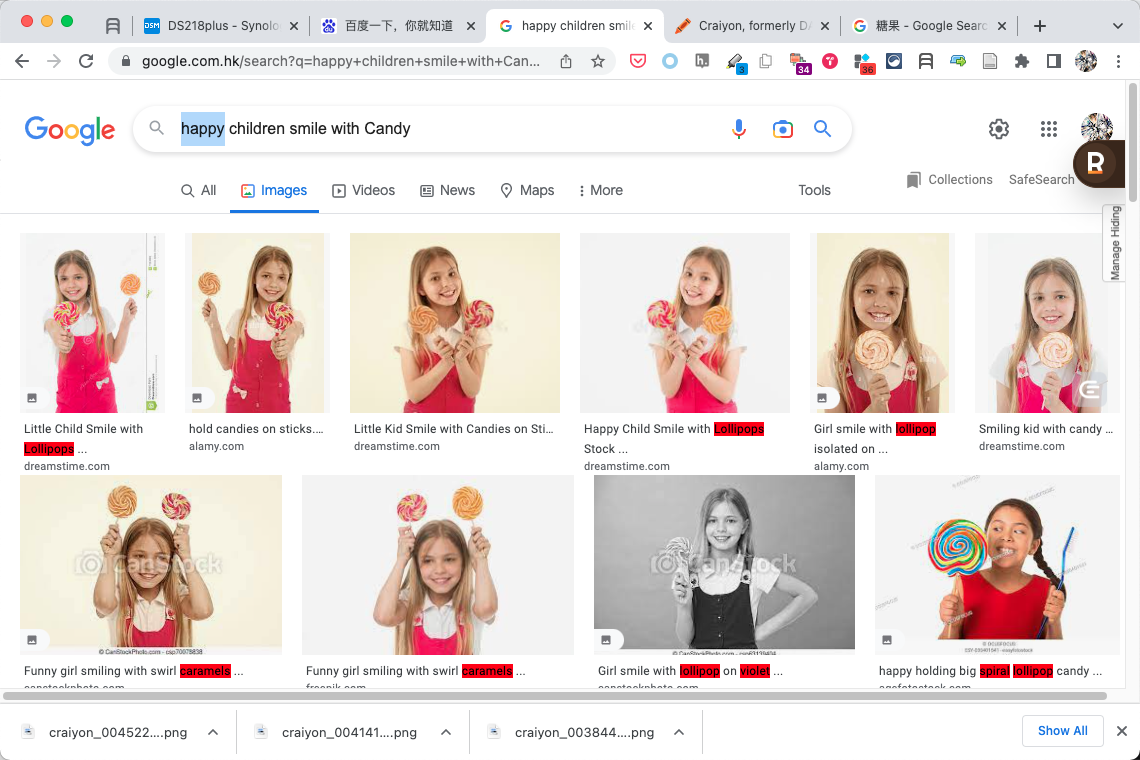 DS218plus - Synolo
百度一下，你就知道
happy children smile
Craiyon, formerly DA
糖果 - Google Searc
google.com.hk/search?q=happy+children+smile+with+Can...
3
34
36
Google
happy children smile with Candy
All
Images
Videos
News
Maps
More
Tools
Collections
SafeSearch
R
Manage Hiding
Little Child Smile with
Lollipops ...
dreamstime.com
hold candies on sticks....
alamy.com
Little Kid Smile with Candies on Sti...
dreamstime.com
Happy Child Smile with Lollipops
Stock ...
dreamstime.com
Girl smile with lollipop
isolated on ...
alamy.com
Smiling kid with candy ...
dreamstime.com
CanStock
© CanStockPhoto.com - csp70078838
CanStock
Funny girl smiling with swirl caramels ...
canstockphoto.com
Funny girl smiling with swirl caramels ...
freepik.com
Girl smile with lollipop on violet ...
canstockphoto.com
happy holding big spiral lollipop candy ...
agefotostock.com
craiyon_004522....png
craiyon_004141....png
craiyon_003844....png
Show All